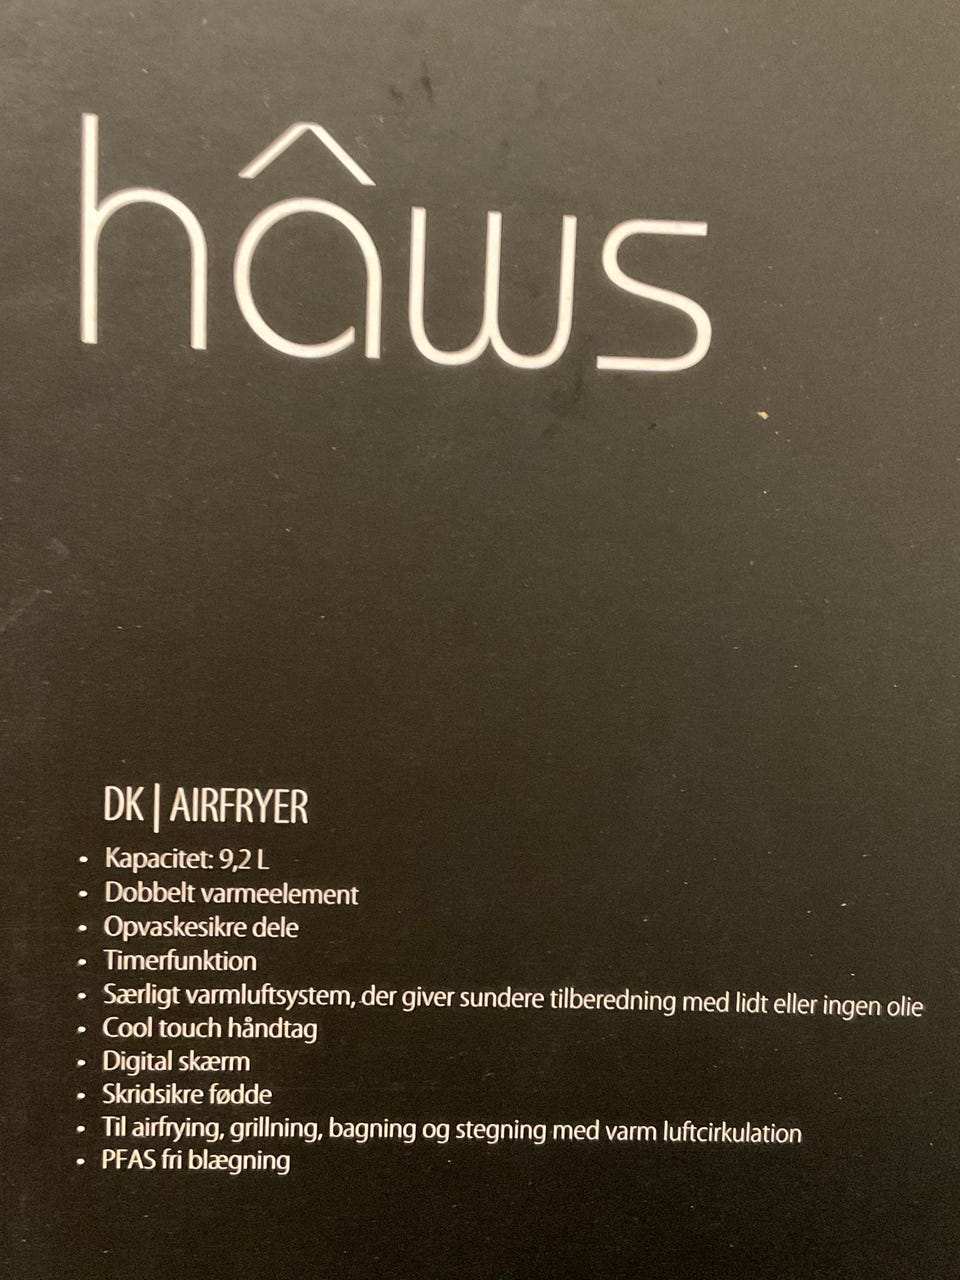 hâws
DK | AIRFRYER
• Kapacitet: 9,2 L
• Dobbelt varmeelement
• Opvaskesikre dele
• Timerfunktion
• Særligt varmluftsystem, der giver sundere tilberedning med lidt eller ingen olie
• Cool touch håndtag
• Digital skærm
• Skridsikre fødde
• Til airfrying, grillning, bagning og stegning med varm luftcirkulation
• PFAS fri blægning